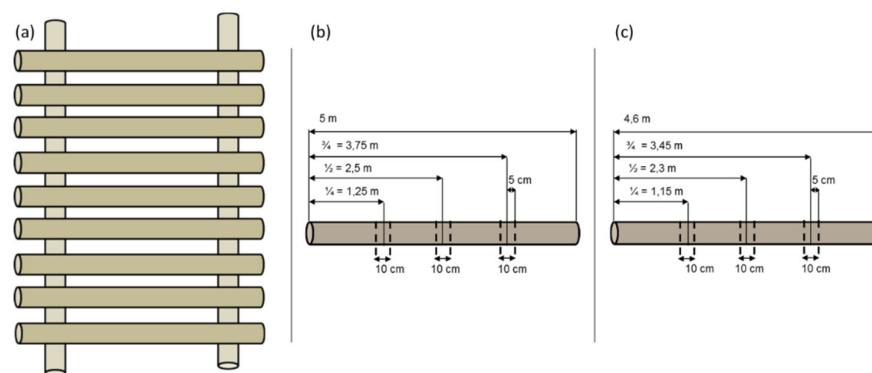 (a)
(b)
5 m
¾ = 3,75 m
½ = 2,5 m
5 cm
¼ = 1,25 m
10 cm
10 cm
10 cm
(c)
4,6 m
¾ = 3,45 m
½ = 2,3 m
5 cm
¼ = 1,15 m
10 cm
10 cm
10 cm